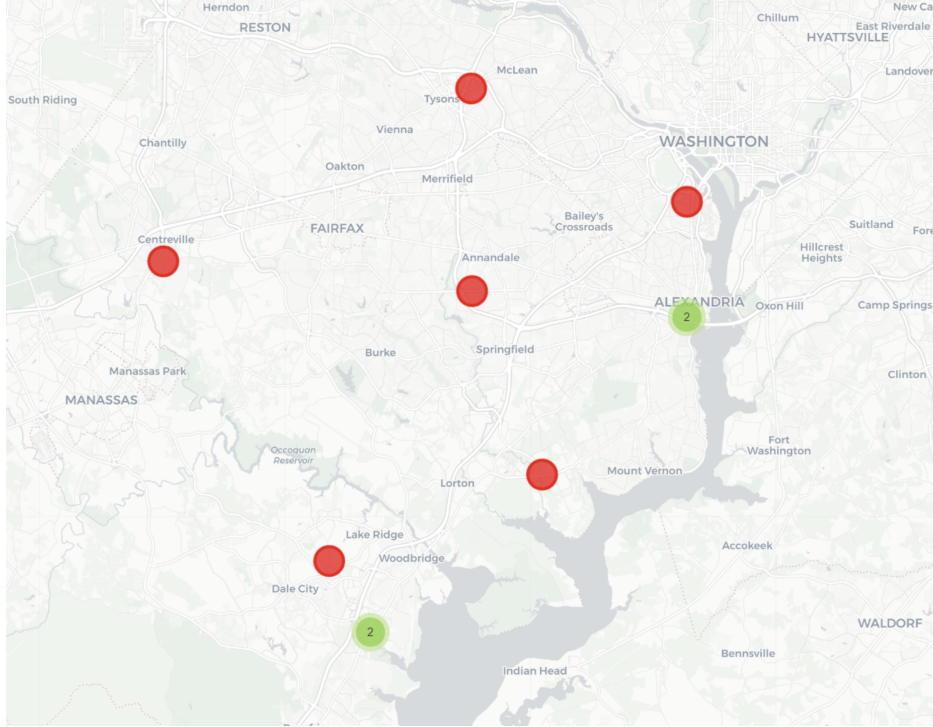 Herndon
New Ca
RESTON
Chillum
East Riverdale
HYATTSVILLE
McLean
Landover
South Riding
Tysons
Vienna
Chantilly
WASHINGTON
Oakton
Merrifield
Bailey's
Crossroads
Suitland
FAIRFAX
Fore
Centreville
Hillcrest
Heights
Annandale
ALEXANDRIA
Oxon Hill
Camp Springs
2
Springfield
Burke
Manassas Park
Clinton
MANASSAS
Fort
Washington
Occoquan
Reservoir
Mount Vernon
Lorton
Lake Ridge
Accokeek
Woodbridge
Dale City
WALDORF
2
Bennsville
Indian Head